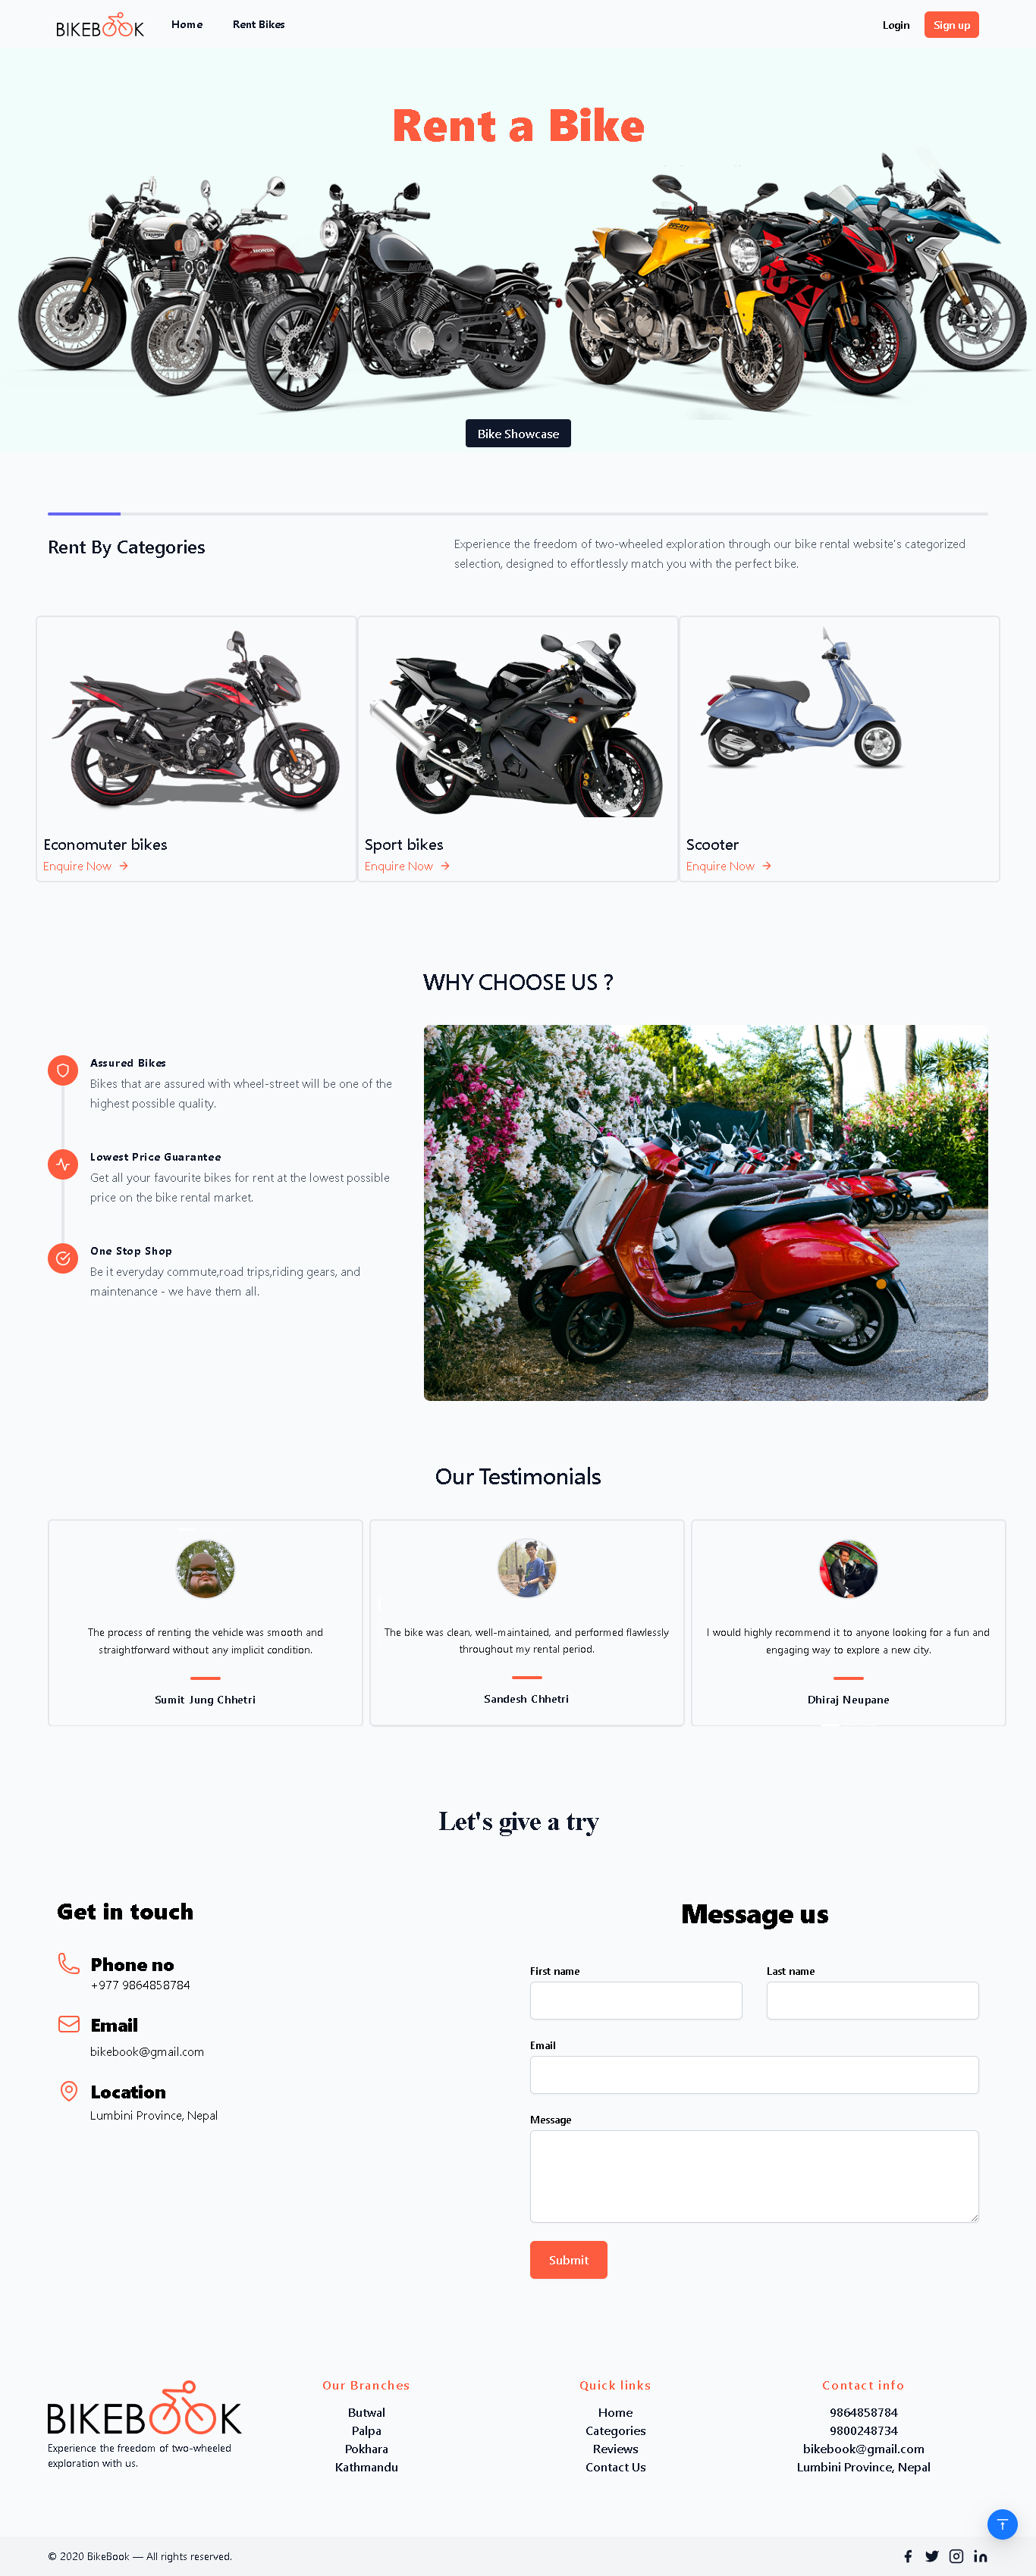 BIKEBOOK
Home
Rent Bikes
Login
Sign up
Rent a Bike
HONDA
DUCATI
GS
Bike Showcase
Rent By Categories
Experience the freedom of two-wheeled exploration through our bike rental website's categorized
selection, designed to effortlessly match you with the perfect bike.
Economuter bikes
Enquire Now
Sport bikes
Enquire Now
Scooter
Enquire Now
WHY CHOOSE US ?
Assured Bikes
Bikes that are assured with wheel-street will be one of the
highest possible quality.
Lowest Price Guarantee
Get all your favourite bikes for rent at the lowest possible
price on the bike rental market.
One Stop Shop
Be it everyday commute,road trips,riding gears, and
maintenance - we have them all.
Our Testimonials
The process of renting the vehicle was smooth and
straightforward without any implicit condition.
Sumit Jung Chhetri
The bike was clean, well-maintained, and performed flawlessly
throughout my rental period.
Sandesh Chhetri
I would highly recommend it to anyone looking for a fun and
engaging way to explore a new city.
Dhiraj Neupane
Let's give a try
Get in touch
Phone no
+977 9864858784
Email
bikebook@gmail.com
Location
Lumbini Province, Nepal
Message us
First name
Last name
Email
Message
Submit
BIKEBOOK
Experience the freedom of two-wheeled
exploration with us.
Our Branches
Butwal
Palpa
Pokhara
Kathmandu
Quick links
Home
Categories
Reviews
Contact Us
Contact info
9864858784
9800248734
bikebook@gmail.com
Lumbini Province, Nepal
© 2020 BikeBook — All rights reserved.